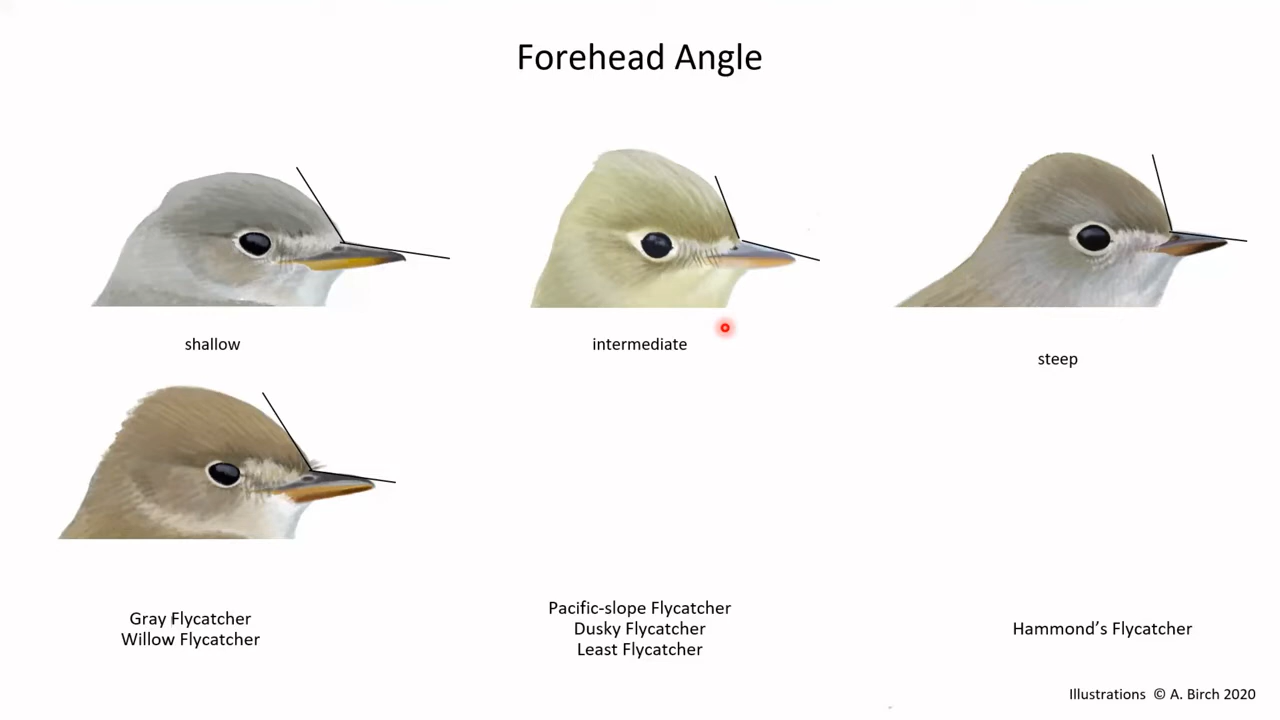 Forehead Angle
shallow
intermediate
steep
Gray Flycatcher
Willow Flycatcher
Pacific-slope Flycatcher
Dusky Flycatcher
Least Flycatcher
Hammond’s Flycatcher
Illustrations © A. Birch 2020